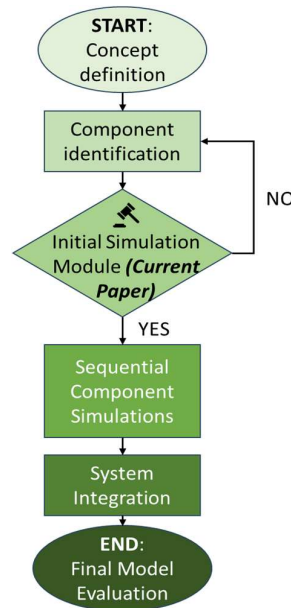 START:
Concept
definition
Component
identification
NO
Initial Simulation
Module (Current
Paper)
YES
Sequential
Component
Simulations
System
Integration
END:
Final Model
Evaluation